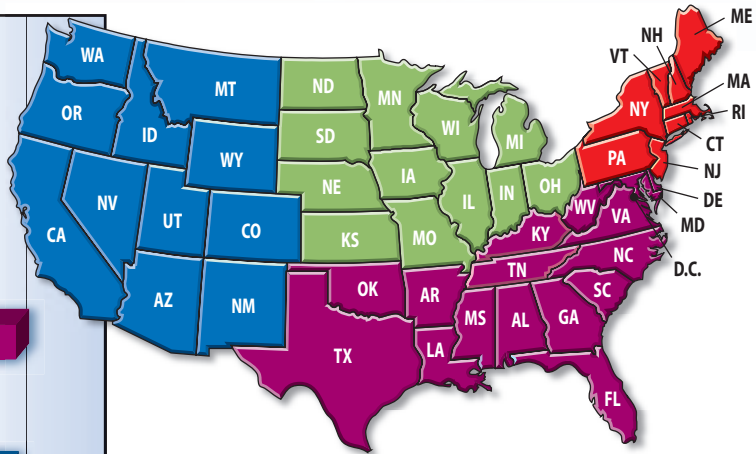 ME
NH
VT
WA
MA
MT
ND
MN
NY
RI
OR
ID
SD
WI
MI
CT
WY
PA
NJ
NE
IA
OH
DE
NV
IL
IN
WV
VA
MD
UT
CO
KS
MO
KY
CA
NC
D.C.
TN
AZ
NM
OK
AR
SC
MS
AL
GA
LA
TX
FL